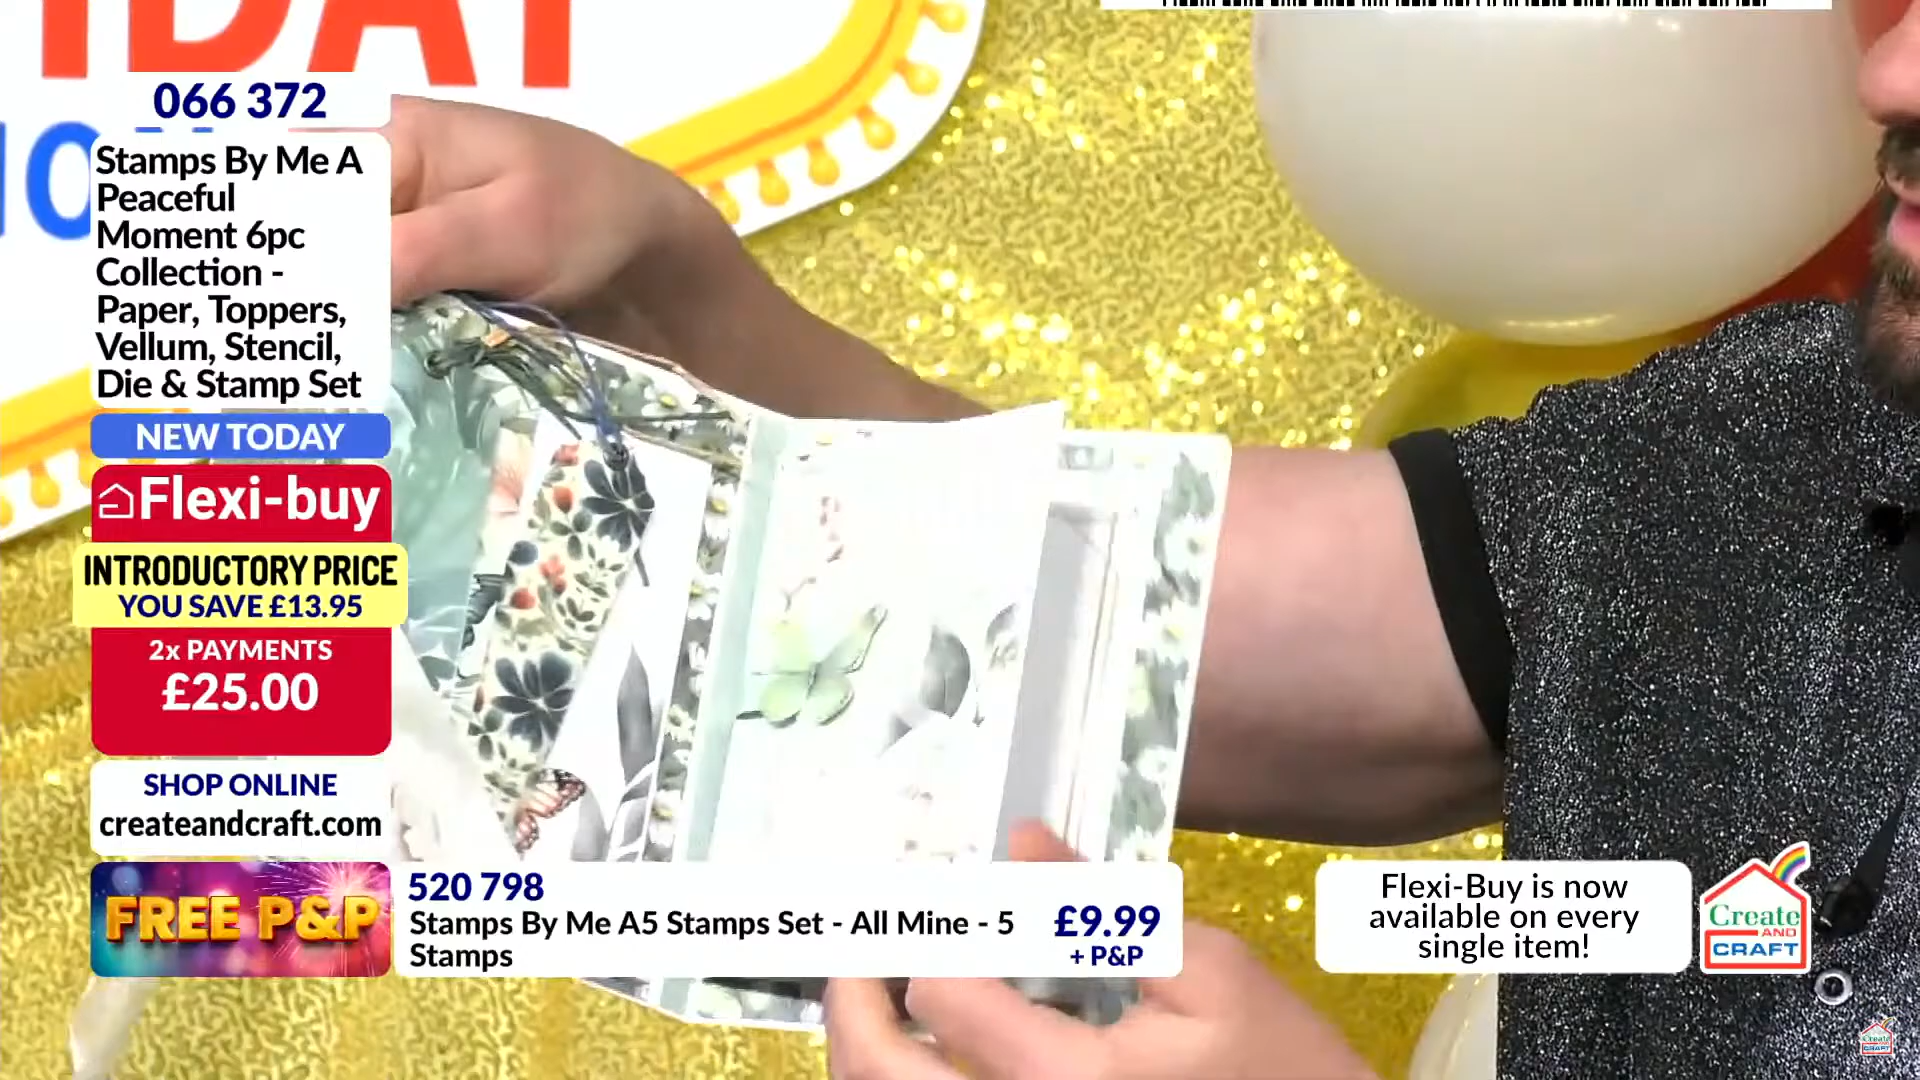 066 372
Stamps By Me A
Peaceful
Moment 6pc
Collection -
Paper, Toppers,
Vellum, Stencil,
Die & Stamp Set
NEW TODAY
Flexi-buy
INTRODUCTORY PRICE
YOU SAVE £13.95
2x PAYMENTS
£25.00
SHOP ONLINE
createandcraft.com
FREE P&P
520 798
Stamps By Me A5 Stamps Set - All Mine - 5
Stamps
£9.99
+ P&P
Flexi-Buy is now
available on every
single item!
Create
AND
CRAFT
Create
AND
CRAFT